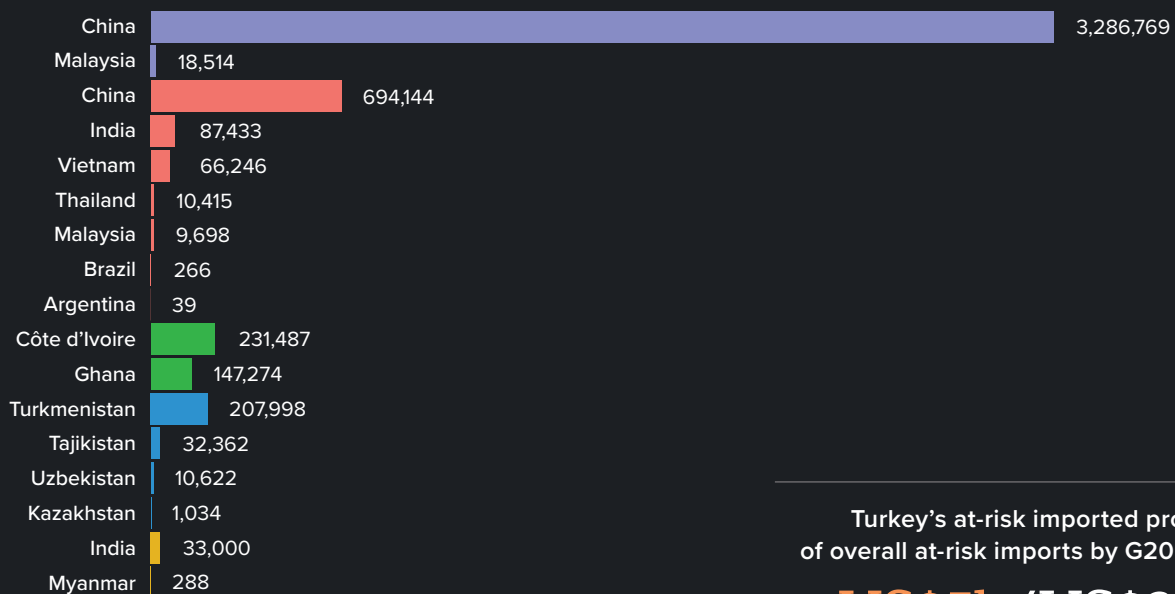 China 3,286,769
Malaysia 18,514
China 694,144
India 87,433
Vietnam 66,246
Thailand 10,415
Malaysia 9,698
Brazil 266
Argentina 39
Côte d’Ivoire 231,487
Ghana 147,274
Turkmenistan 207,998
Tajikistan 32,362
Uzbekistan 10,622
Kazakhstan 1,034
India 33,000
Myanmar 288
Turkey’s at-risk imported pro
of overall at-risk imports by G20